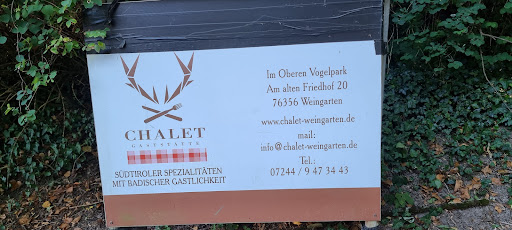 CHALET
GASTSTÄTTE
SÜDTIROLER SPEZIALITÄTEN
MIT BADISCHER GASTLICHKEIT
Im Oberen Vogelpark
Am alten Friedhof 20
76356 Weingarten
www.chalet-weingarten.de
mail:
info@chalet-weingarten.de
Tel.:
07244 / 9 47 34 43